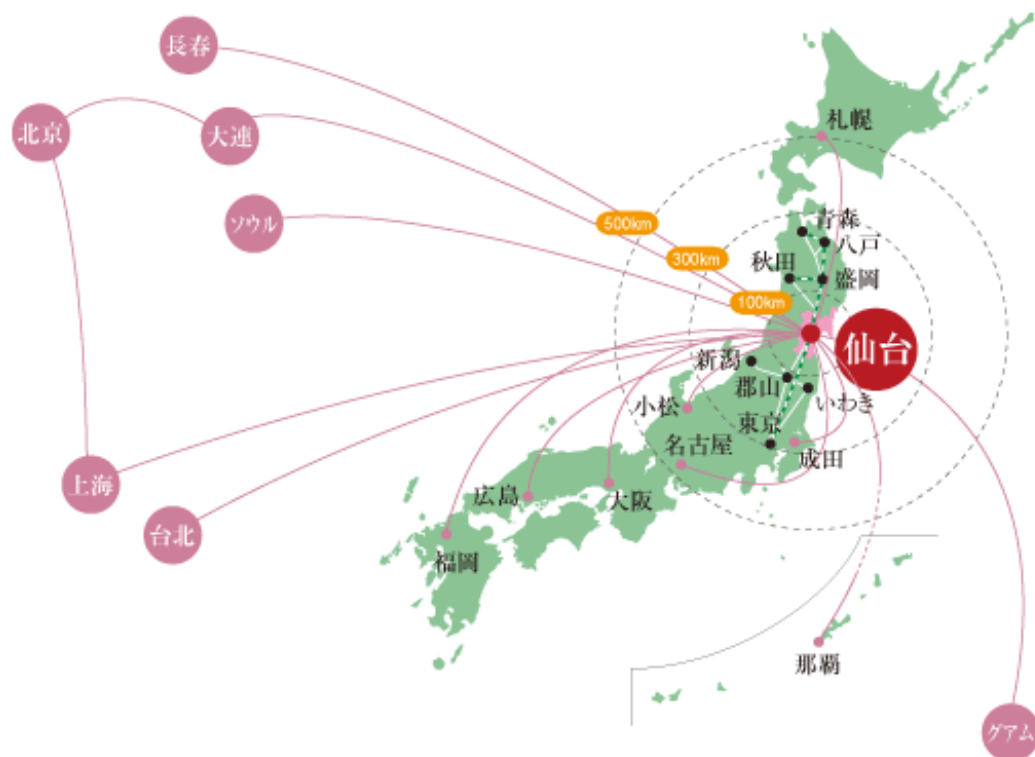 長春
北京
大連
札幌
ソウル
500km
青森
八戸
300km
秋田
盛岡
100km
仙台
新潟
郡山
いわき
小松
東京
名古屋
成田
上海
広島
大阪
台北
福岡
那覇
グアム